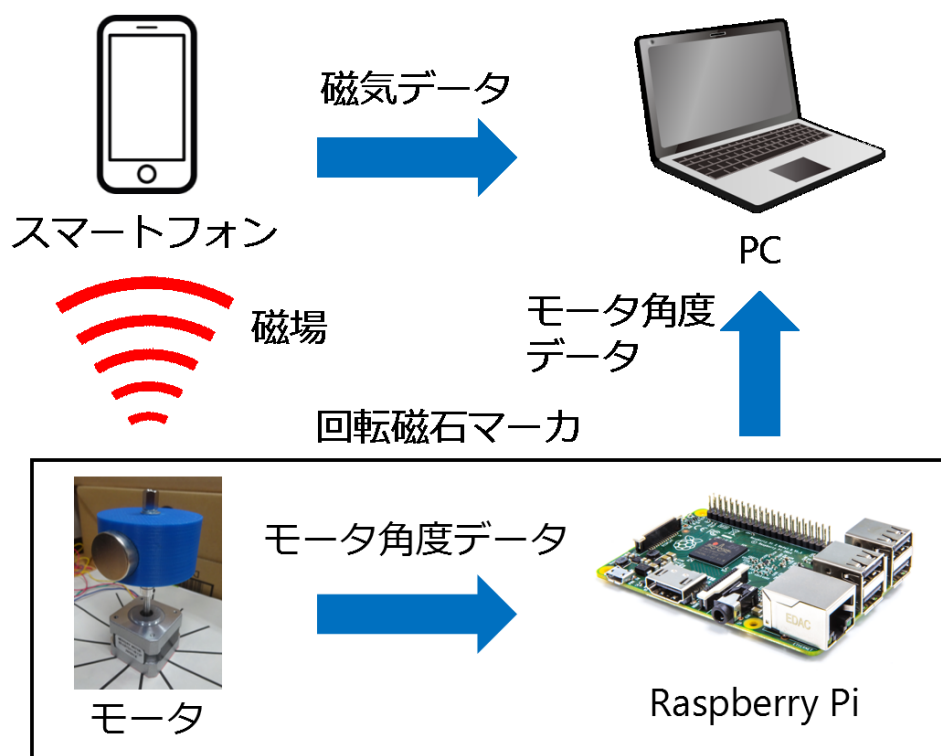 磁気データ
スマートフォン
PC
磁場
モータ角度
データ
回転磁石マーカ
モータ角度データ
EDAC
モータ
Raspberry Pi